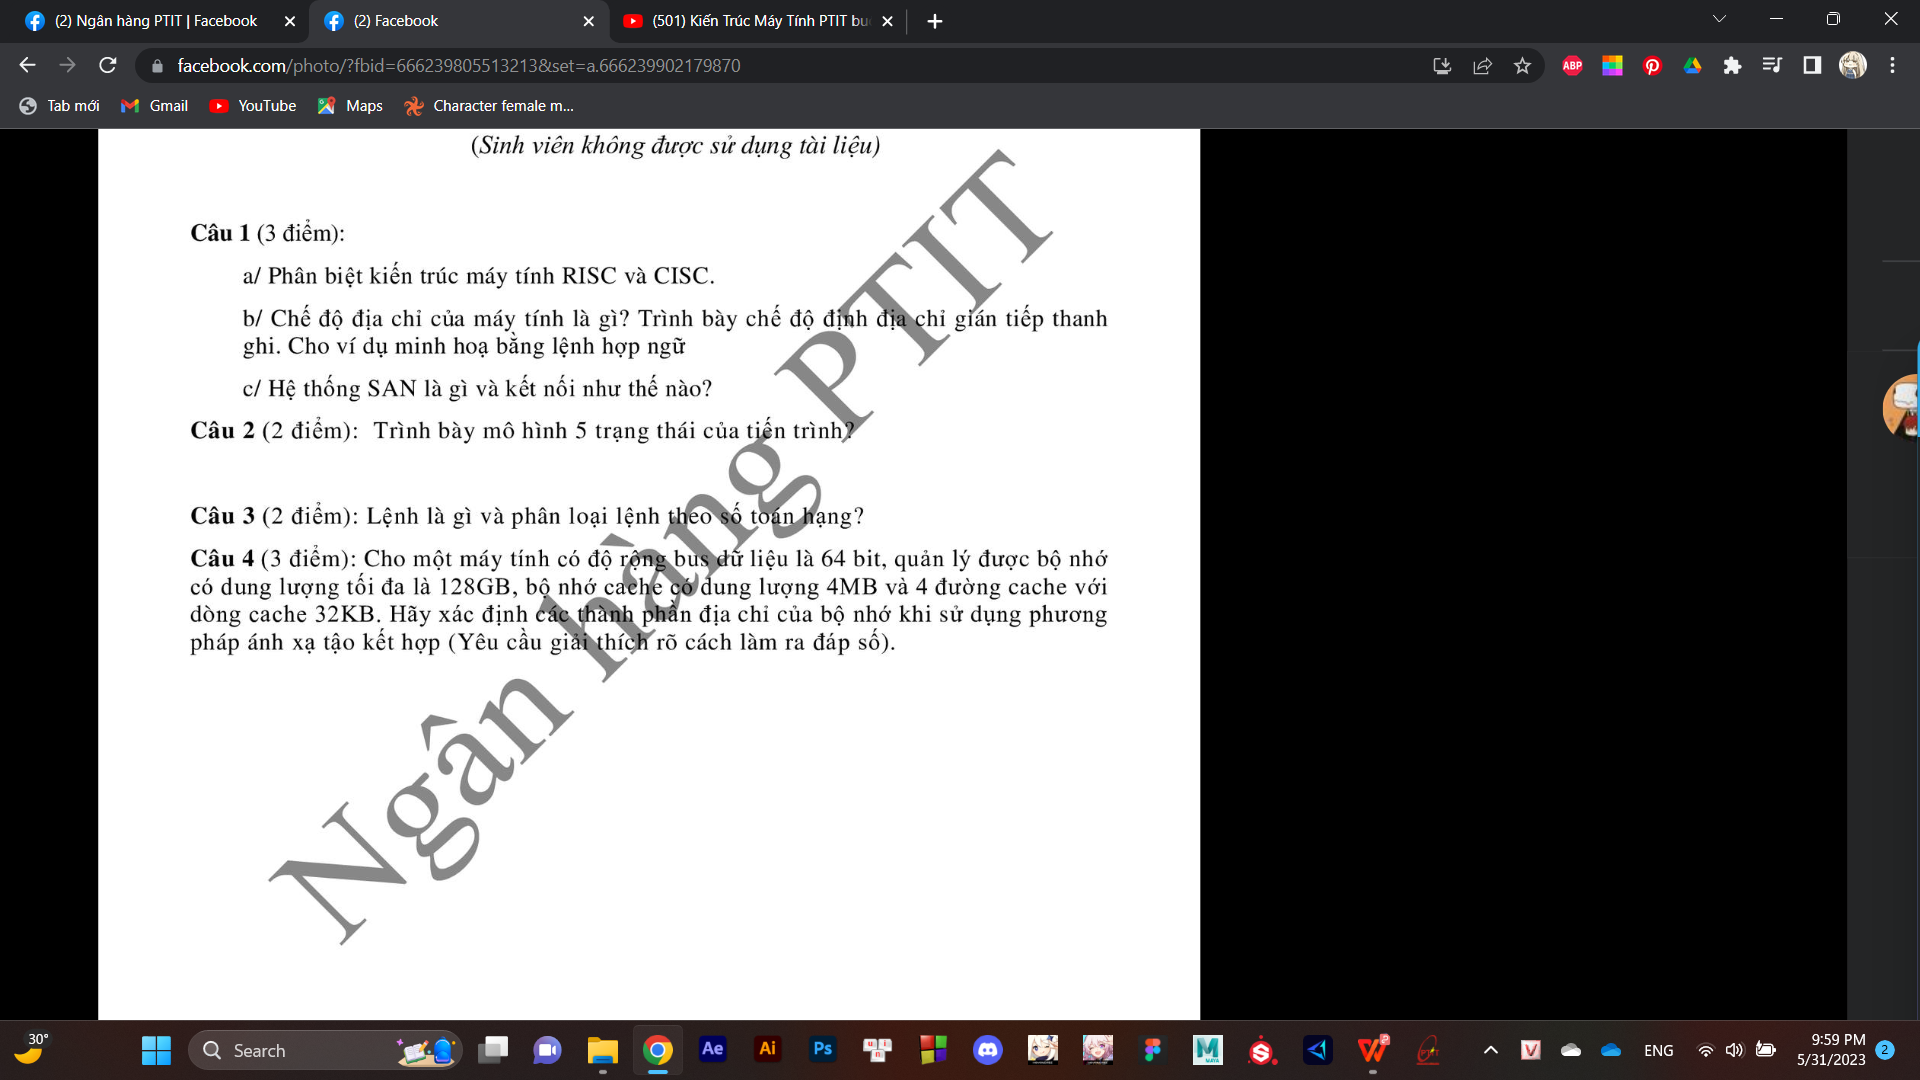 (2) Ngân hàng PTIT | Facebook
(2) Facebook
(501) Kiến Trúc Máy Tính PTIT bu
facebook.com/photo/?fbid=666239805513213&set=a.666239902179870
ABP
Tab mới
Gmail
YouTube
Maps
Character female m...
(Sinh viên không được sử dụng tài liệu)
Câu 1 (3 điểm):
a/ Phân biệt kiến trúc máy tính RISC và CISC.
b/ Chế độ địa chỉ của máy tính là gì? Trình bày chế độ định địa chỉ gián tiếp thanh
ghi. Cho ví dụ minh hoạ bằng lệnh hợp ngữ
c/ Hệ thống SAN là gì và kết nối như thế nào?
Câu 2 (2 điểm): Trình bày mô hình 5 trạng thái của tiến trình?
Câu 3 (2 điểm): Lệnh là gì và phân loại lệnh theo số toán hạng?
Câu 4 (3 điểm): Cho một máy tính có độ rộng bus dữ liệu là 64 bit, quản lý được bộ nhớ
có dung lượng tối đa là 128GB, bộ nhớ cache có dung lượng 4MB và 4 đường cache với
dòng cache 32KB. Hãy xác định các thành phần địa chỉ của bộ nhớ khi sử dụng phương
pháp ánh xạ tập kết hợp (Yêu cầu giải thích rõ cách làm ra đáp số).
Ngân hàng PTIT
30°
Search
Ae
Ai
Ps
ENG
9:59 PM
5/31/2023
2